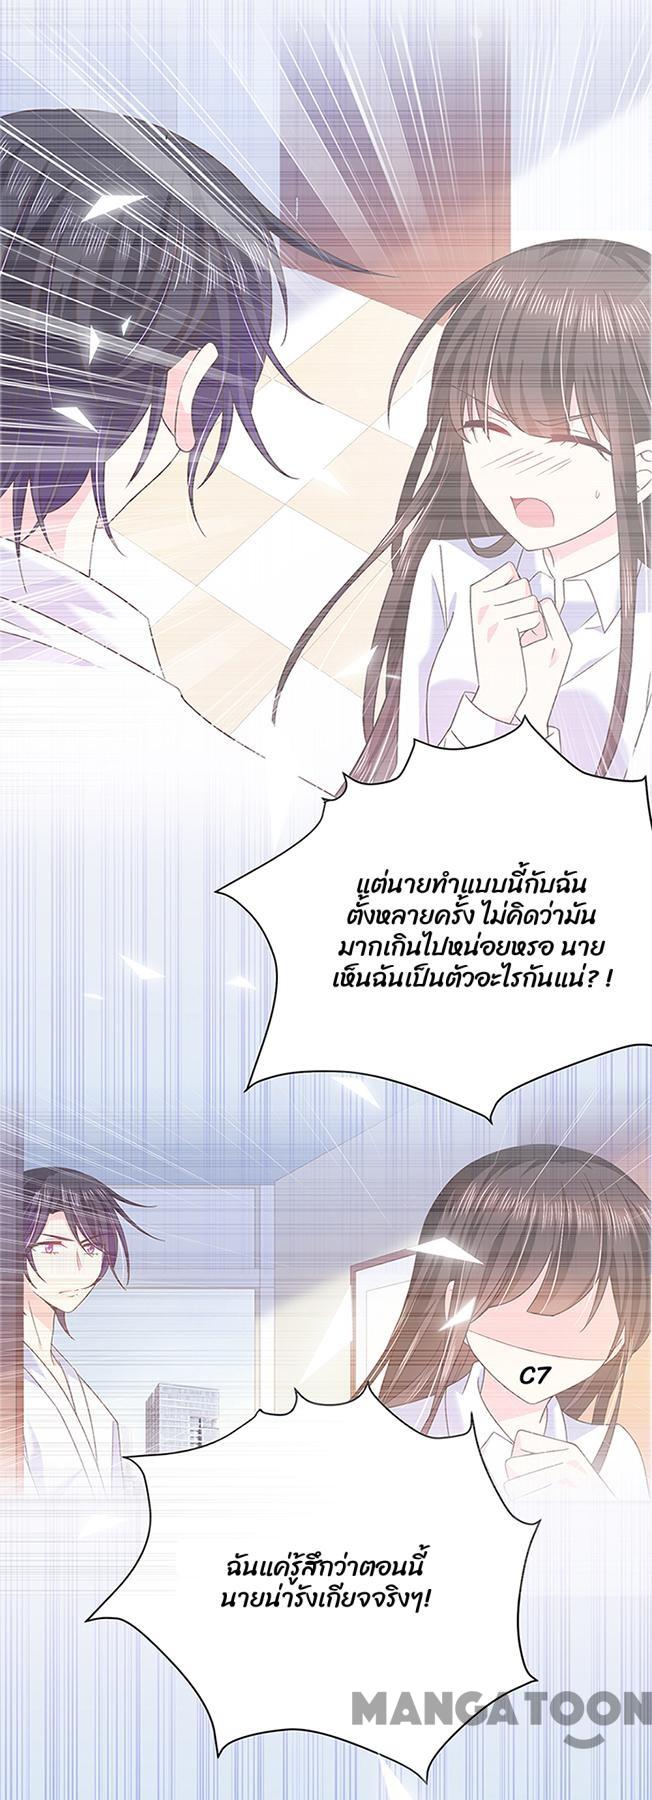 แต่นายทำแบบนี้กับฉัน
ตั้งหลายครั้ง ไม่คิดว่ามัน
มากเกินไปหน่อยหรอ นาย
เห็นฉันเป็นตัวอะไรกันแน่? !
C7
ฉันแค่รู้สึกว่าตอนนี้
นายน่ารังเกียจจริงๆ!
MANGATOON